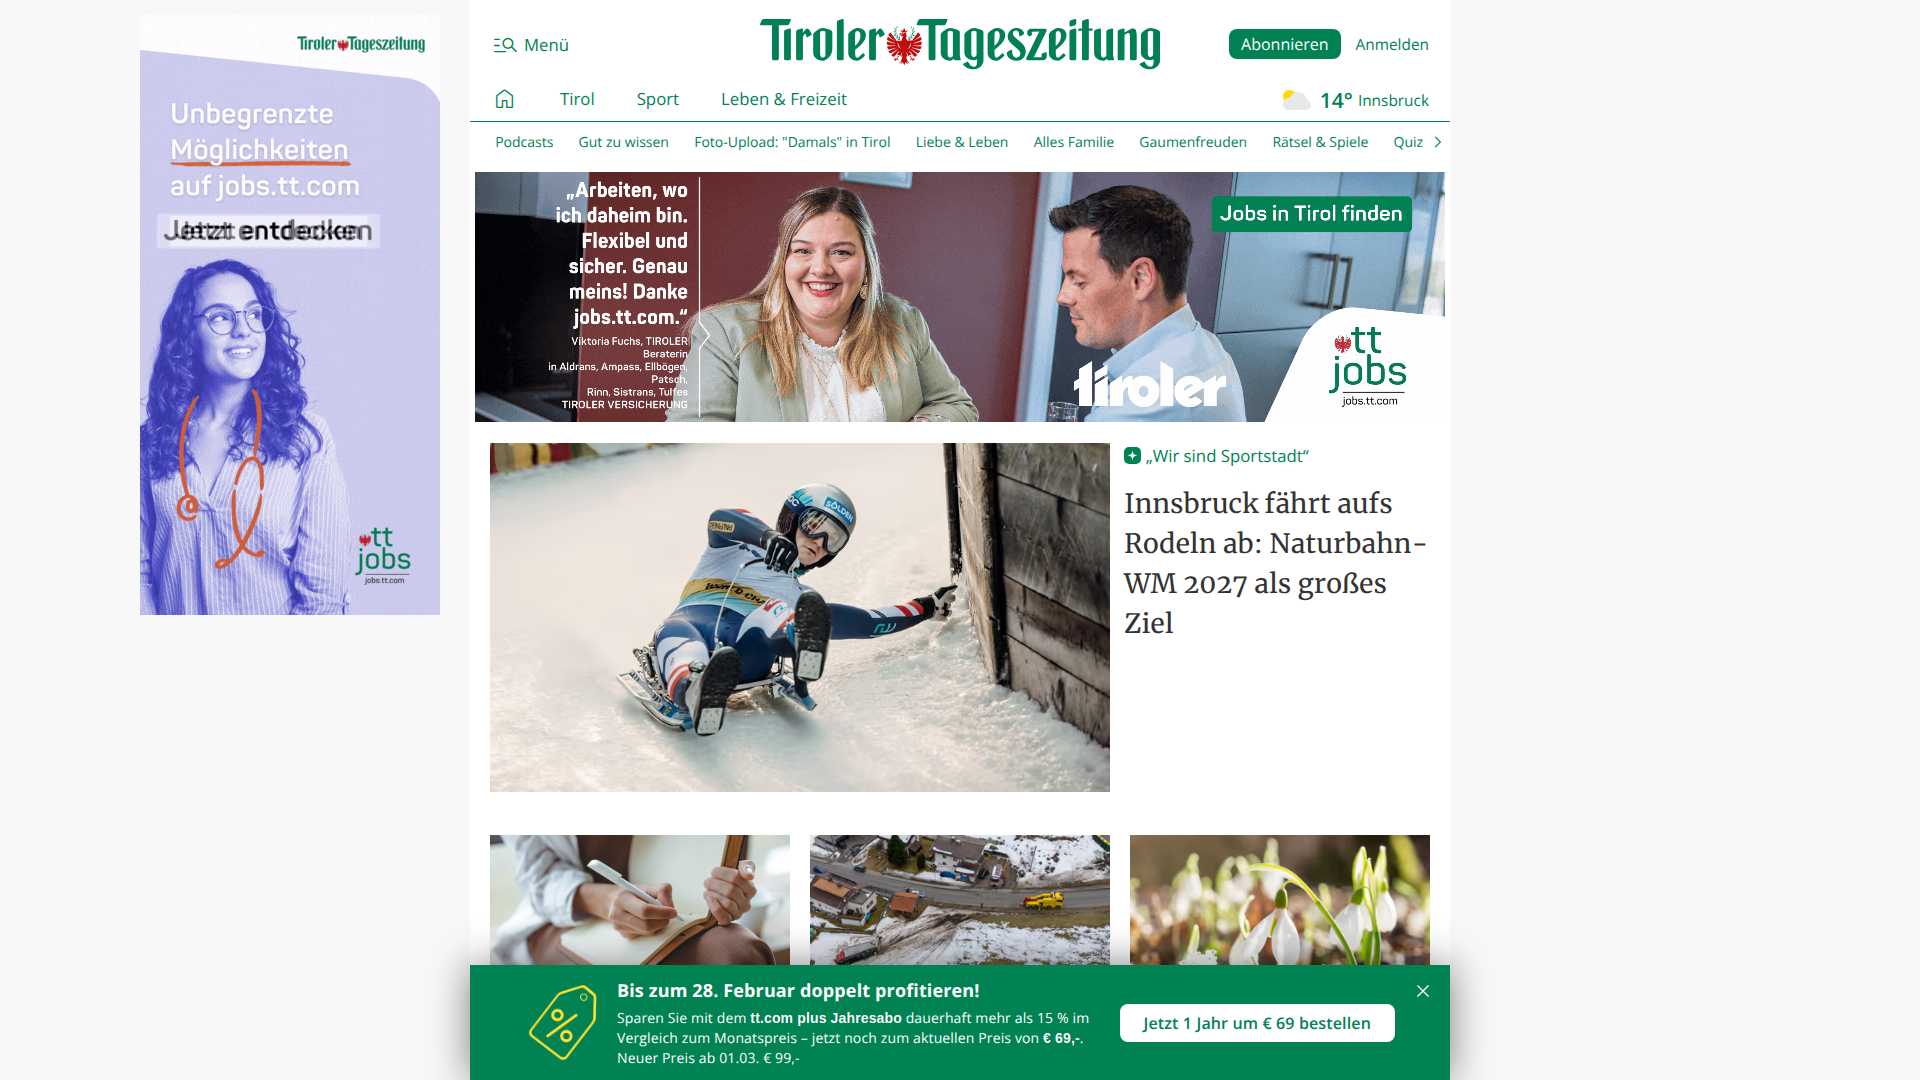 Tiroler Tageszeitung
Unbegrenzte
Möglichkeiten
auf jobs.tt.com
Jetzt entdecken
tt
jobs
jobs.tt.com
Menü
Tiroler Tageszeitung
Abonnieren
Anmelden
Tirol
Sport
Leben & Freizeit
14° Innsbruck
Podcasts
Gut zu wissen
Foto-Upload: "Damals" in Tirol
Liebe & Leben
Alles Familie
Gaumenfreuden
Rätsel & Spiele
Quiz
„Arbeiten, wo
ich daheim bin.
Flexibel und
sicher. Genau
meins! Danke
jobs.tt.com.“
Viktoria Fuchs, TIROLER
Beraterin
in Aldrans, Ampass, Ellbögen,
Patsch,
Rinn, Sistrans, Tulfes
TIROLER VERSICHERUNG
tiroler
Jobs in Tirol finden
tt
jobs
jobs.tt.com
SÖLDEN
„Wir sind Sportstadt“
Innsbruck fährt aufs
Rodeln ab: Naturbahn-
WM 2027 als großes
Ziel
Bis zum 28. Februar doppelt profitieren!
Sparen Sie mit dem tt.com plus Jahresabo dauerhaft mehr als 15 % im
Vergleich zum Monatspreis – jetzt noch zum aktuellen Preis von € 69,-.
Neuer Preis ab 01.03. € 99,-
Jetzt 1 Jahr um € 69 bestellen